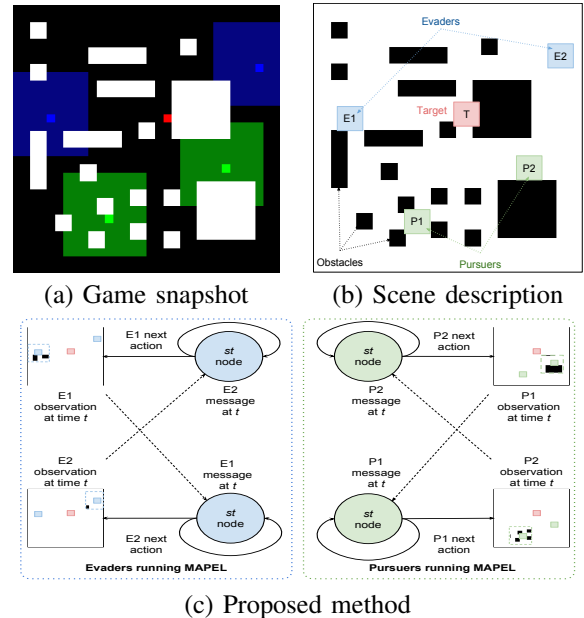 Evaders
E2
E1
Target
T
P2
P1
Obstacles
Pursuers
(a) Game snapshot
(b) Scene description
E1 next
action
st
node
E2
message
at t
E1
observation
at time t
E2
observation
at time t
E1
message
at t
st
node
E2 next
action
Evaders running MAPEL
P2 next
action
st
node
P2
message
at t
P1
observation
at time t
P1
message
at t
P2
observation
at time t
st
node
P1 next
action
Pursuers running MAPEL
(c) Proposed method